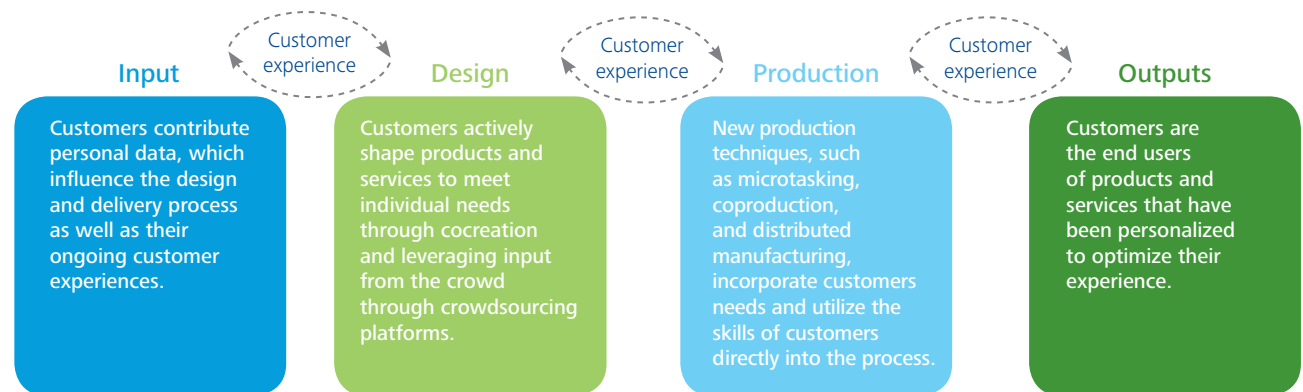 Customer
experience
Customer
experience
Customer
experience
Input
Design
Production
Outputs
Customers contribute
personal data, which
influence the design
and delivery process
as well as their
ongoing customer
experiences.
Customers actively
shape products and
services to meet
individual needs
through cocreation
and leveraging input
from the crowd
through crowdsourcing
platforms.
New production
techniques, such
as microtasking,
coproduction,
and distributed
manufacturing,
incorporate customers
needs and utilize the
skills of customers
directly into the process.
Customers are
the end users
of products and
services that have
been personalized
to optimize their
experience.